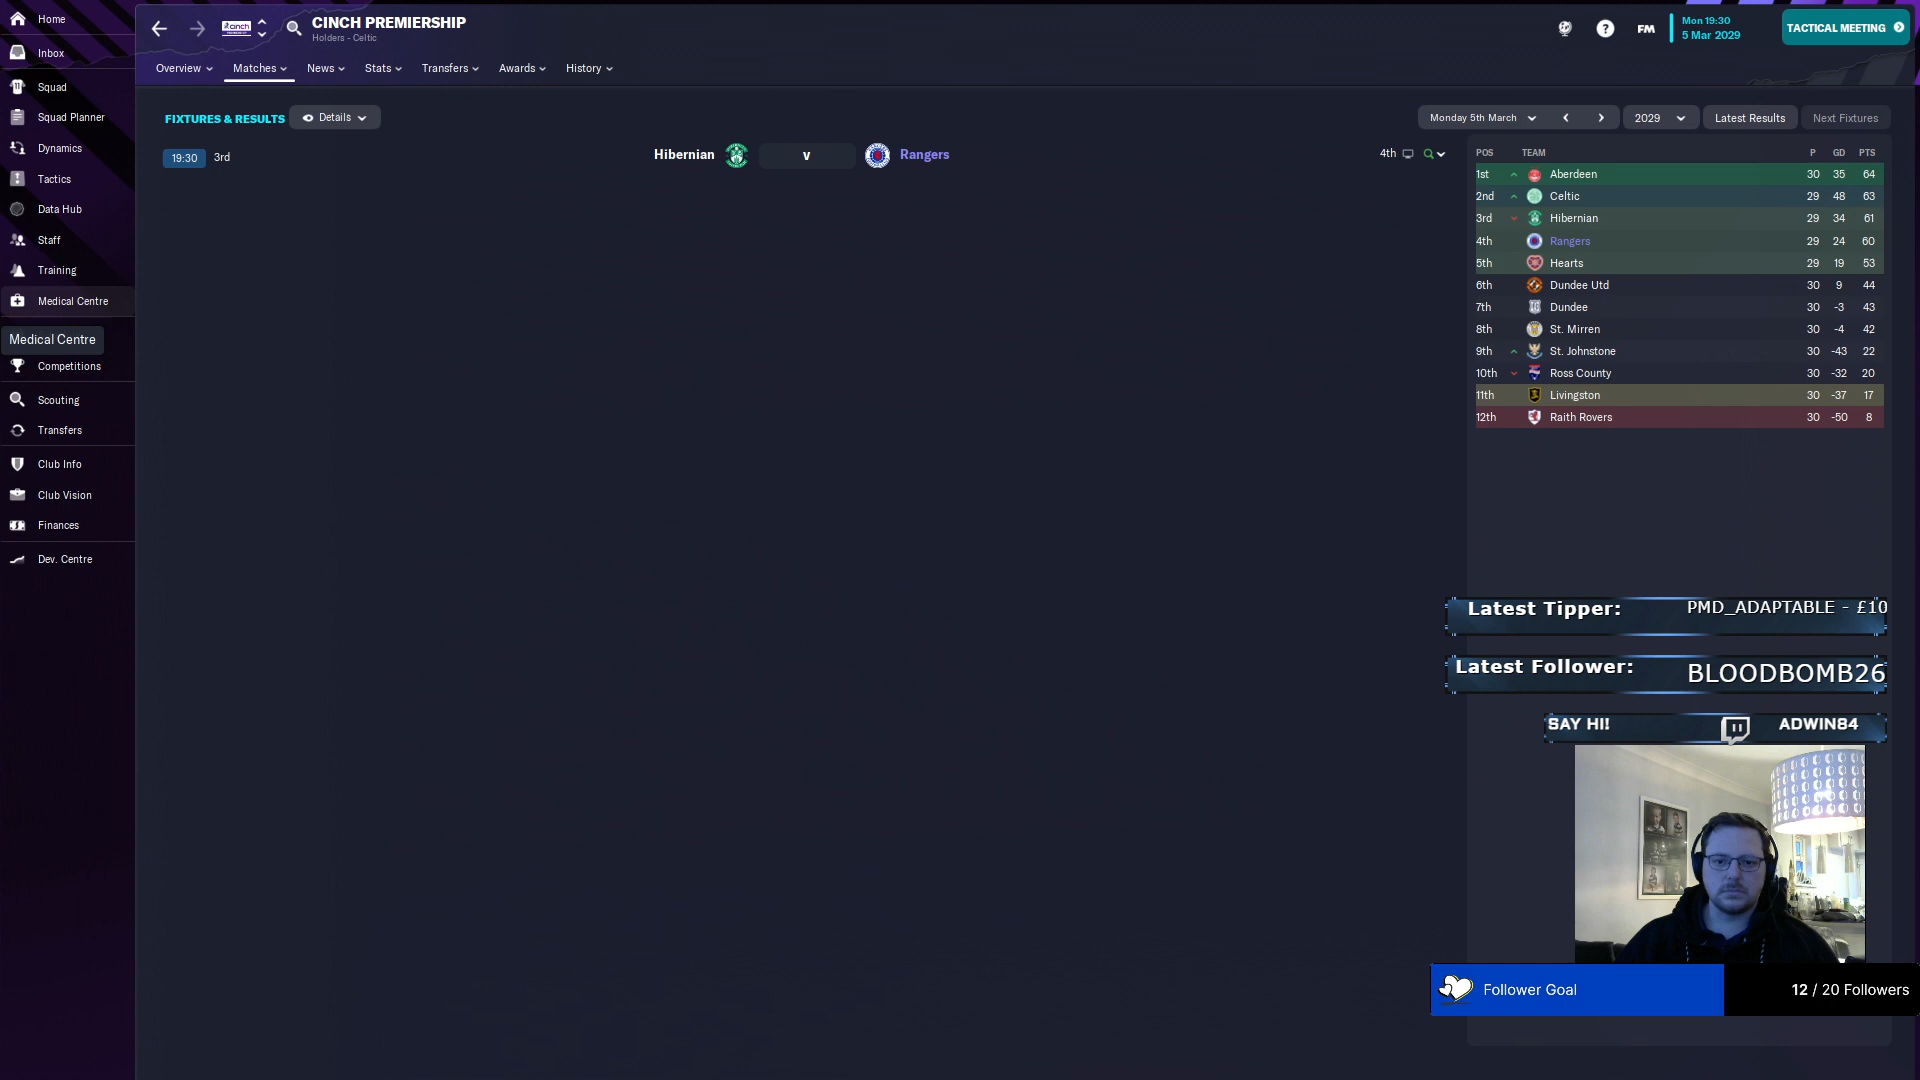 Home
Inbox
Squad
Squad Planner
Dynamics
Tactics
Data Hub
Staff
Training
Medical Centre
Medical Centre
Competitions
Scouting
Transfers
Club Info
Club Vision
Finances
Dev. Centre
cinch
CINCH PREMIERSHIP
Holders - Celtic
? FM
Mon 19:30
5 Mar 2029
TACTICAL MEETING
Overview Matches News Stats Transfers Awards History
FIXTURES & RESULTS Details
Monday 5th March 2029 Latest Results Next Fixtures
19:30 3rd Hibernian v Rangers 4th
POS TEAM P GD PTS
1st Aberdeen 30 35 64
2nd Celtic 29 48 63
3rd Hibernian 29 34 61
4th Rangers 29 24 60
5th Hearts 29 19 53
6th Dundee Utd 30 9 44
7th Dundee 30 -3 43
8th St. Mirren 30 -4 42
9th St. Johnstone 30 -43 22
10th Ross County 30 -32 20
11th Livingston 30 -37 17
12th Raith Rovers 30 -50 8
Latest Tipper: PMD_ADAPTABLE - £10
Latest Follower: BLOODBOMB26
SAY HI! ADWIN84
Follower Goal 12 / 20 Followers